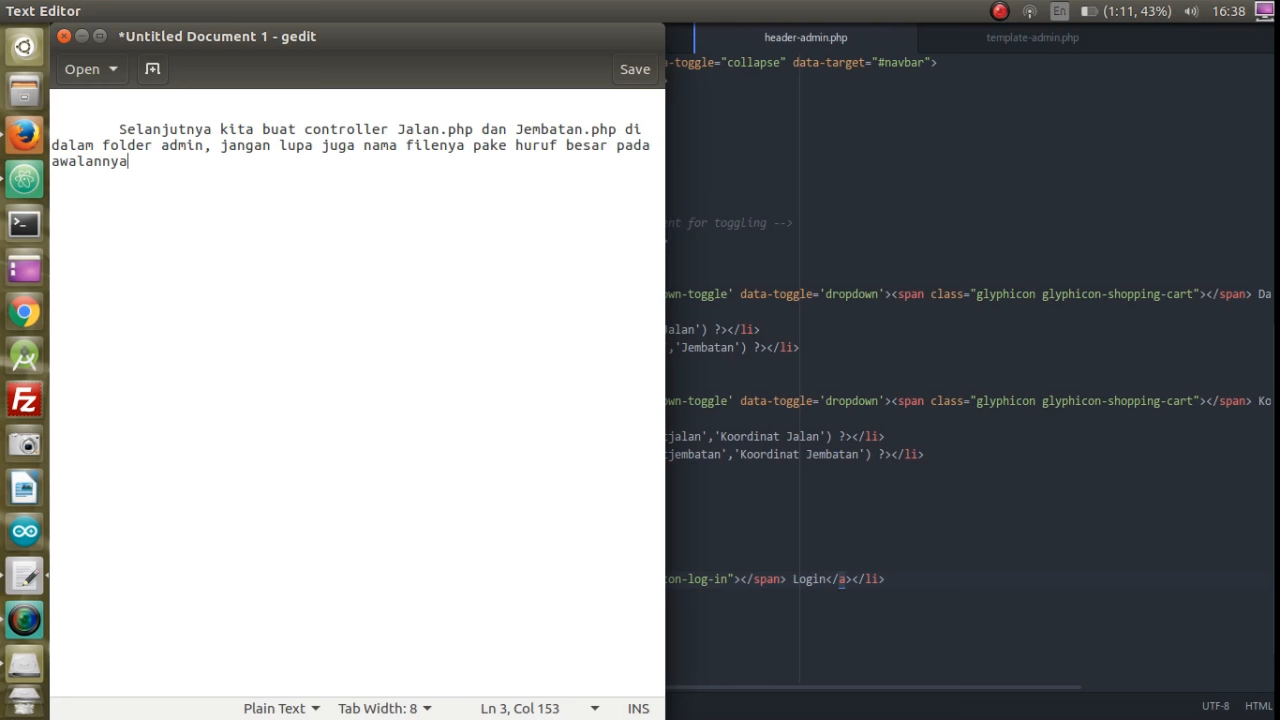 Text Editor
En
(1:11, 43%)
16:38
*Untitled Document 1 - gedit
Open
Save
Selanjutnya kita buat controller Jalan.php dan Jembatan.php di
dalam folder admin, jangan lupa juga nama filenya pake huruf besar pada
awalannya
Plain Text
Tab Width: 8
Ln 3, Col 153
INS
header-admin.php
template-admin.php
a-toggle="collapse" data-target="#navbar">
nt for toggling -->
wn-toggle' data-toggle='dropdown'><span class="glyphicon glyphicon-shopping-cart"></span> Da
Jalan') ?></li>
,'Jembatan') ?></li>
wn-toggle' data-toggle='dropdown'><span class="glyphicon glyphicon-shopping-cart"></span> Ko
tjalan','Koordinat Jalan') ?></li>
tjembatan','Koordinat Jembatan') ?></li>
con-log-in"></span> Login</a></li>
UTF-8
HTML